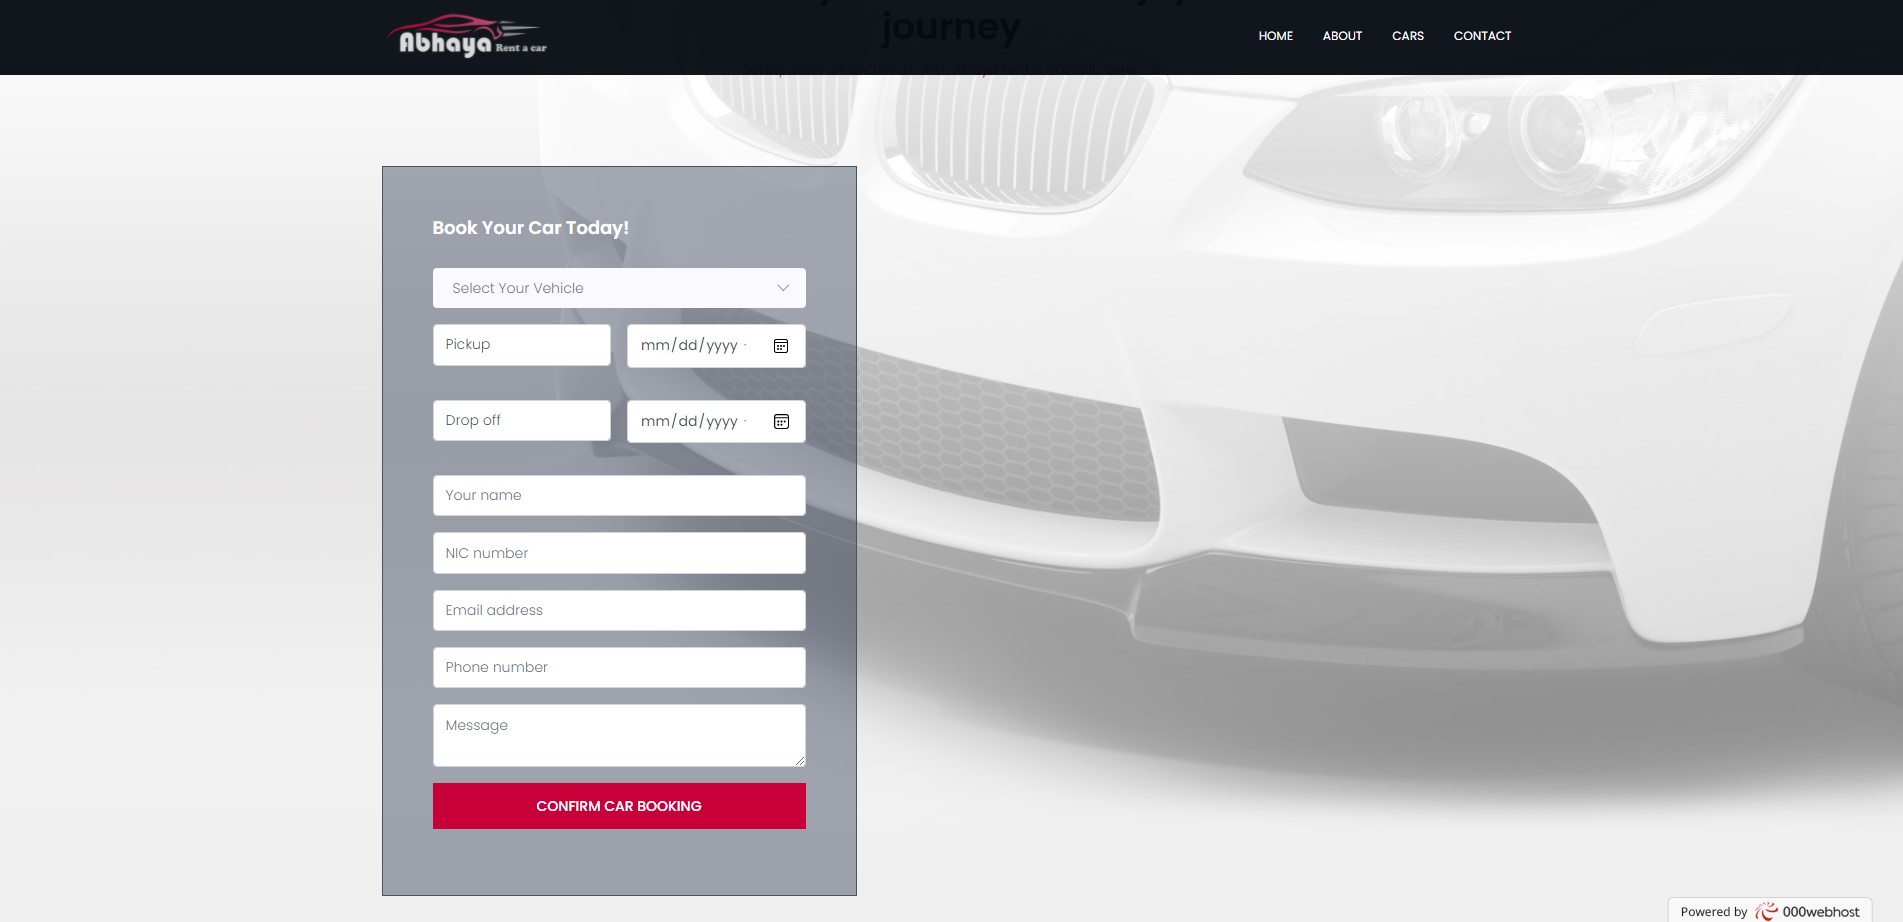 journey
Abhaya Rent a car
HOME
ABOUT
CARS
CONTACT
Book Your Car Today!
Select Your Vehicle
Pickup
mm/dd/yyyy
Drop off
mm/dd/yyyy
Your name
NIC number
Email address
Phone number
Message
CONFIRM CAR BOOKING
Powered by 000webhost